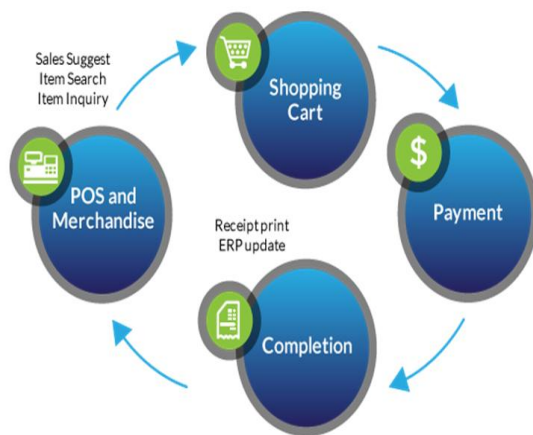 Sales Suggest
Item Search
Item Inquiry
Shopping
Cart
$
Payment
POS and
Merchandise
Receipt print
ERP update
Completion